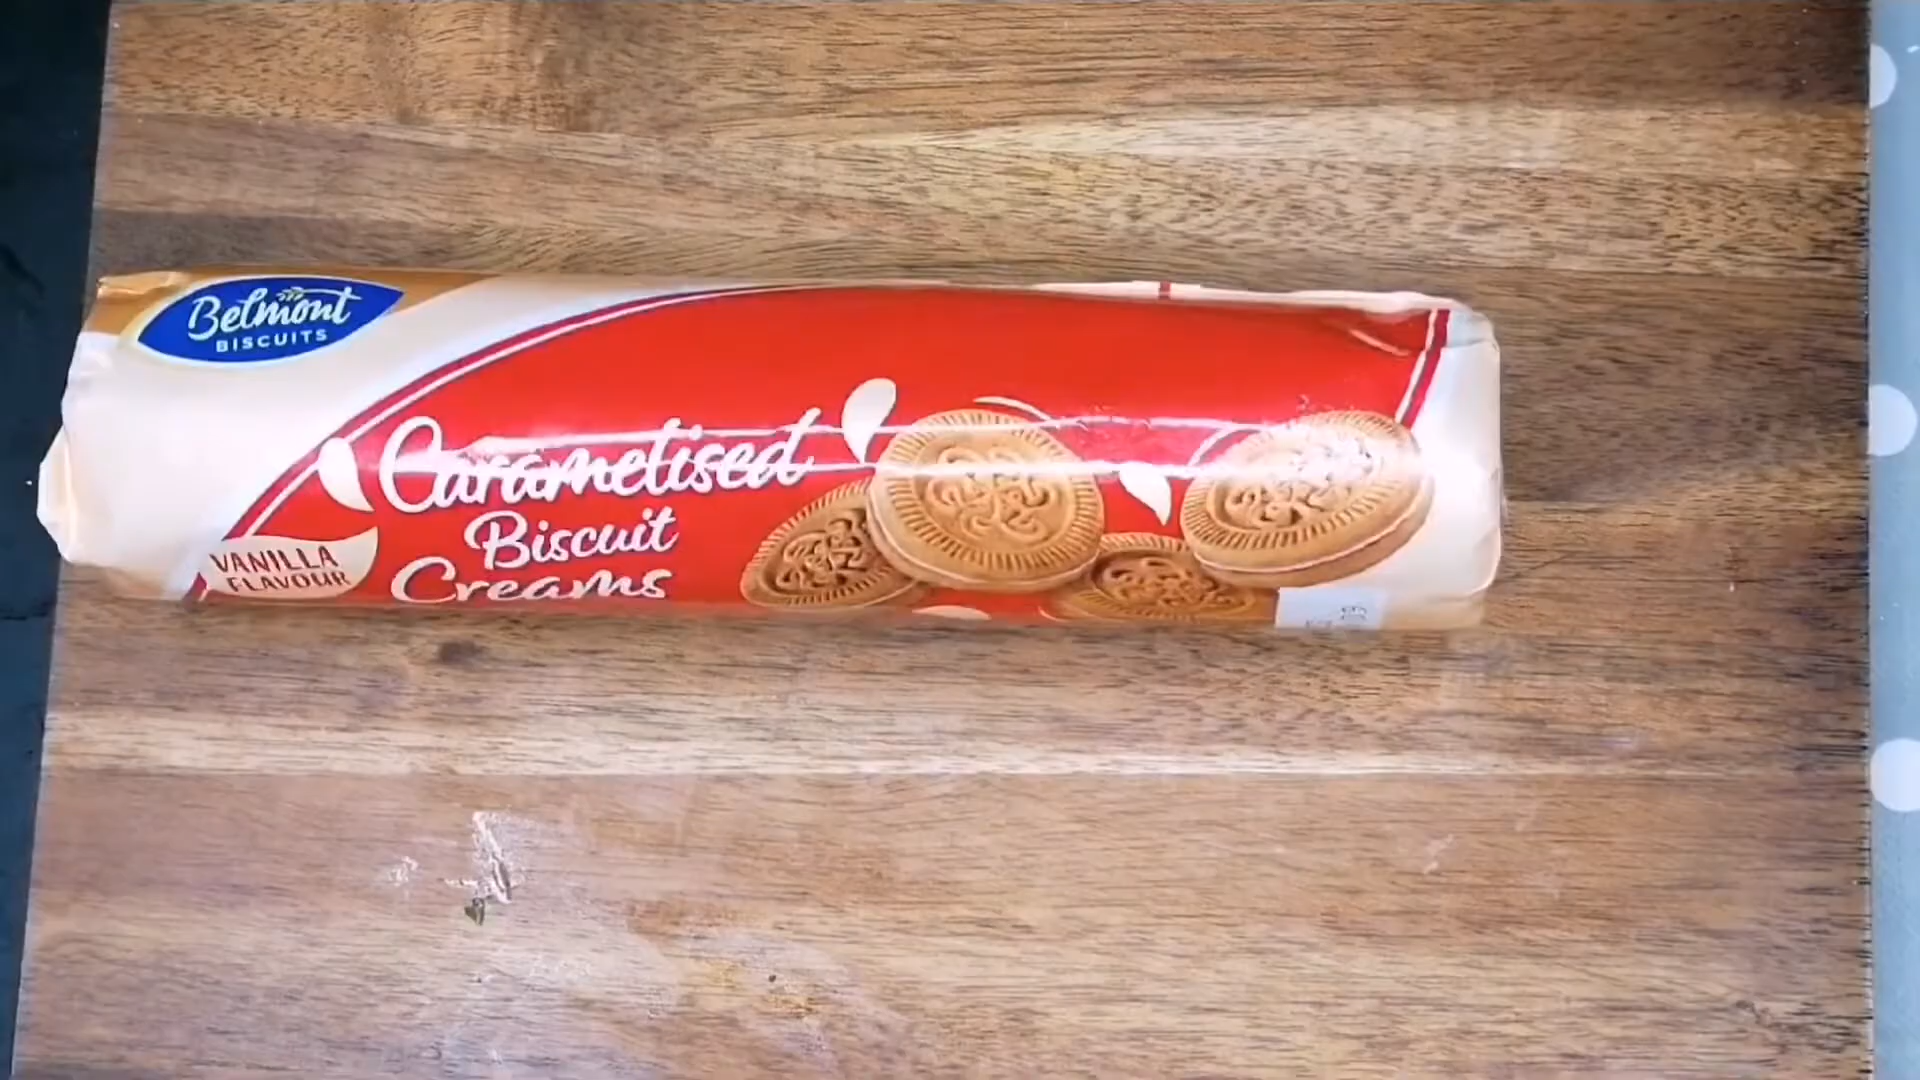 Belmont
BISCUITS
Caramelised
Biscuit
Creams
VANILLA
FLAVOUR